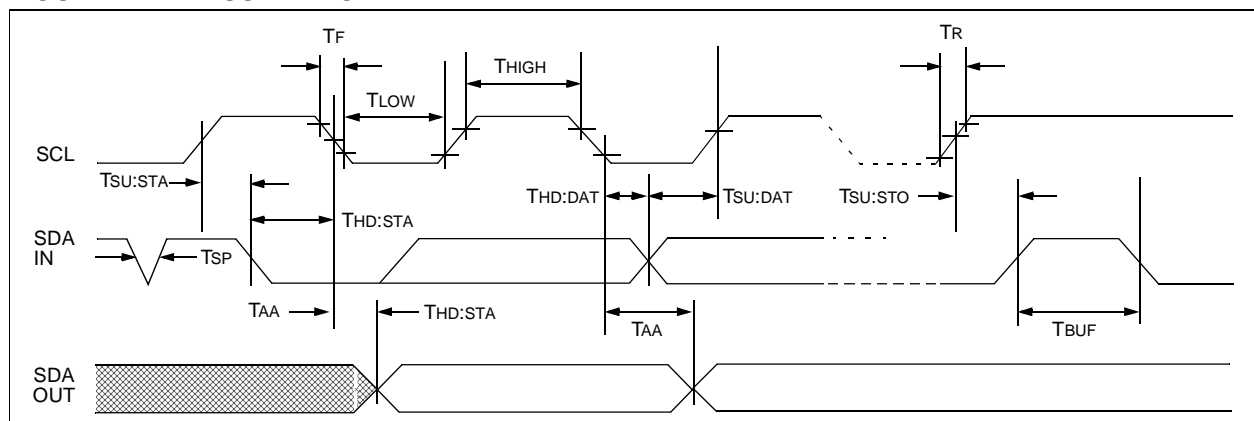 TF
TR
THIGH
TLOW
SCL
TSU:STA
THD:DAT
TSU:DAT
TSU:STO
THD:STA
SDA
IN
TSP
TAA
THD:STA
TAA
TBUF
SDA
OUT